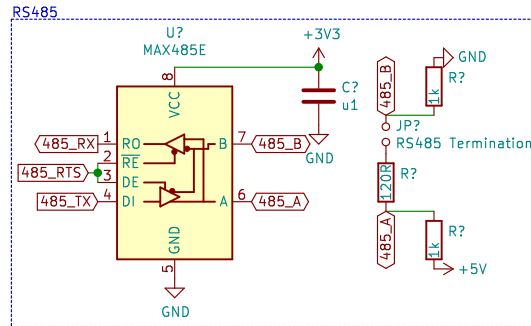 RS485
U?
MAX485E
+3V3
8
VCC
C?
u1
GND
485_RX
1
RO
B
7
485_B
485_RTS
2
RE
3
DE
485_TX
4
DI
A
6
485_A
GND
5
GND
485_B
GND
R?
1k
JP?
RS485 Termination
R?
120R
485_A
R?
1k
+5V